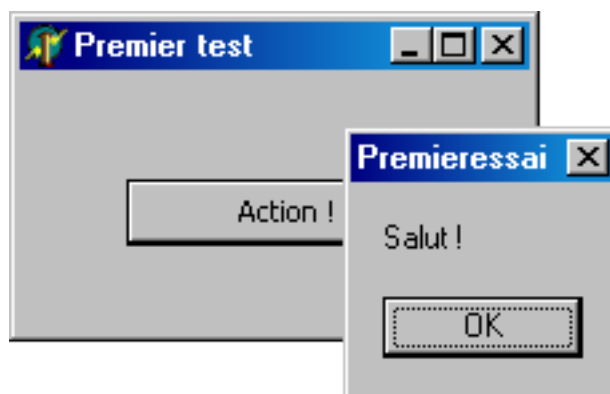 Premier test
Premieressai
Action !
Salut !
OK